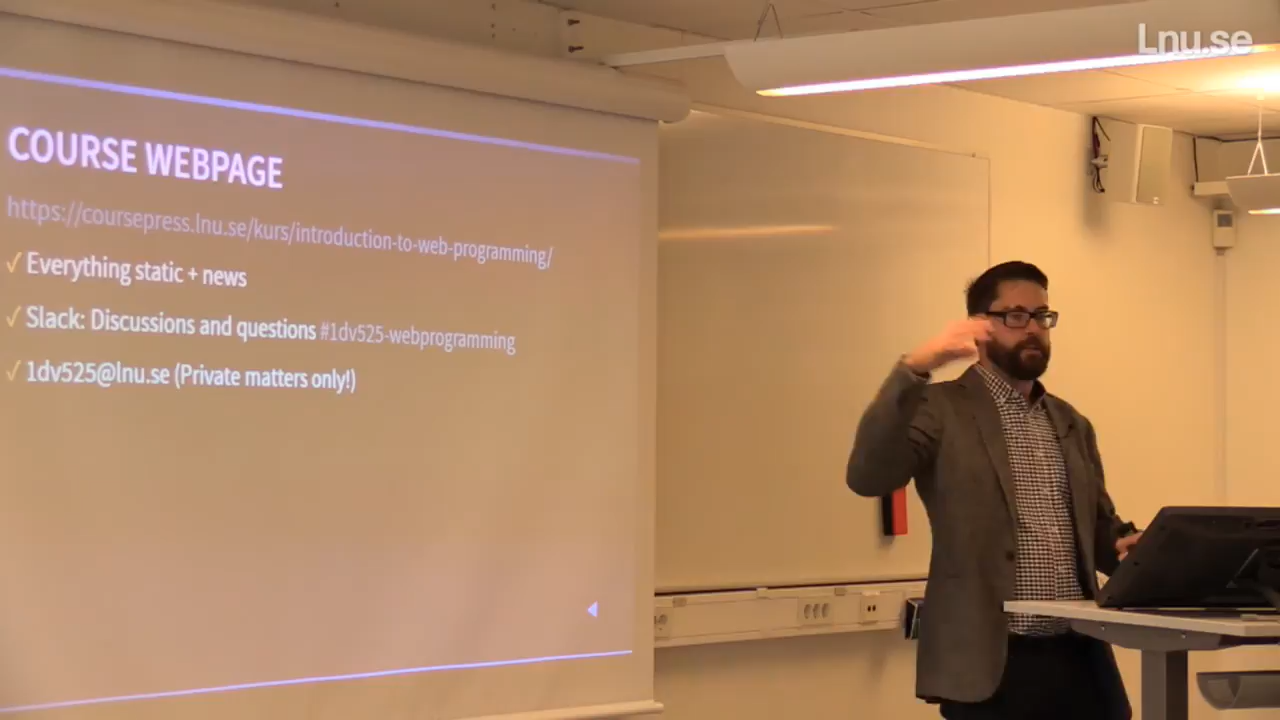 Lnu.se
COURSE WEBPAGE
https://coursepress.lnu.se/kurs/introduction-to-web-programming/
✓ Everything static + news
✓ Slack: Discussions and questions #1dv525-webprogramming
✓ 1dv525@lnu.se (Private matters only!)